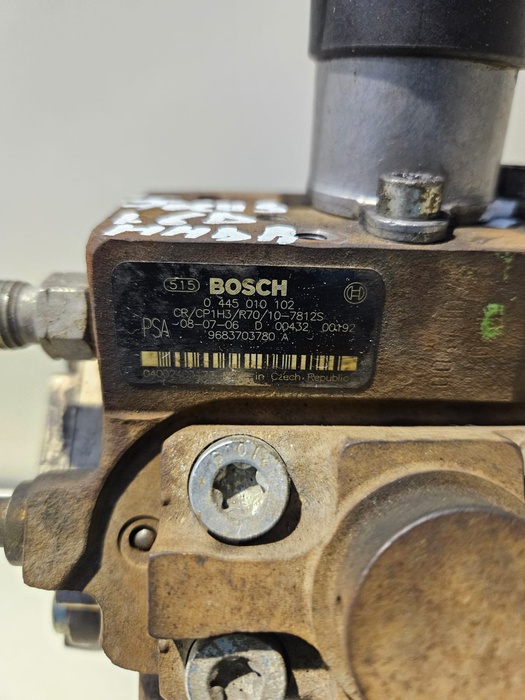 515 BOSCH
0 445 010 102
CR/CP1H3/R70/10-7812S
PSA -08-07-06 D 00432 00192
9683703780 A
in Czech Republic